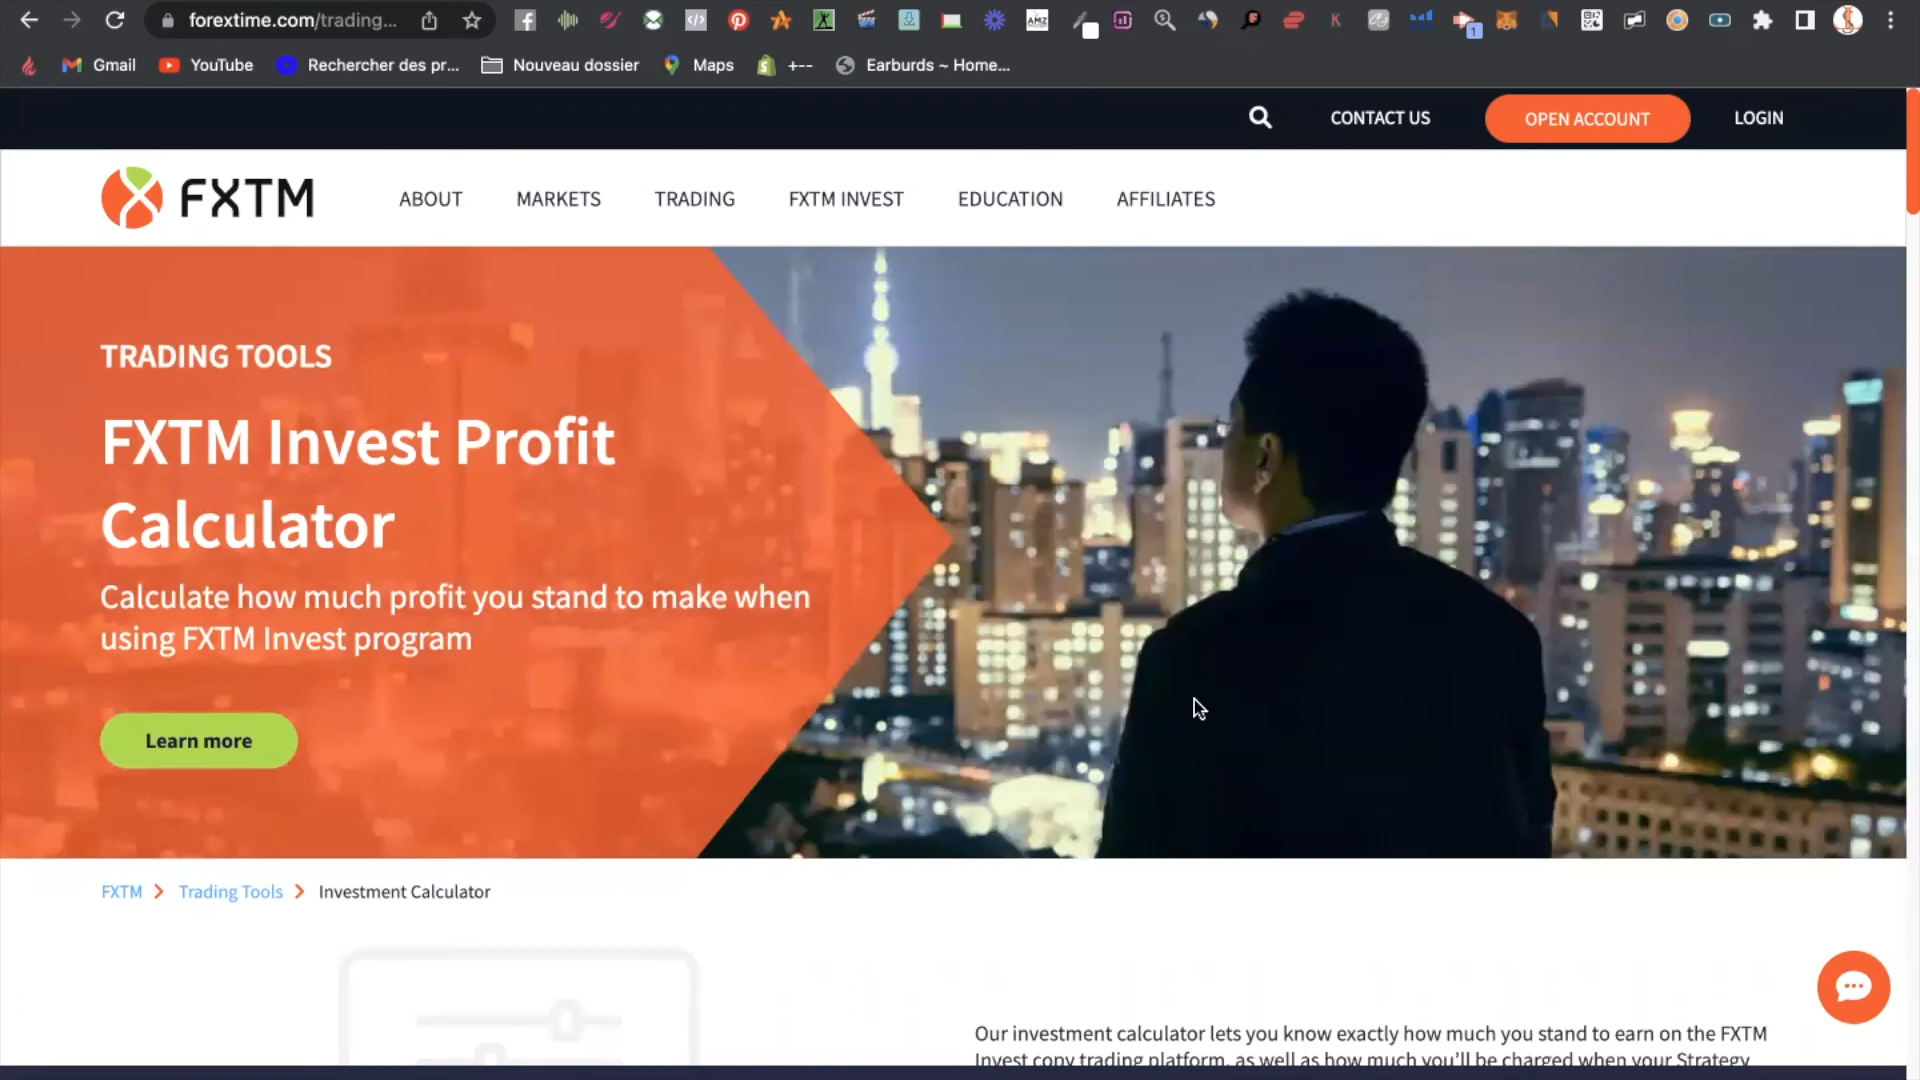 forextime.com/trading...
AMZ
1
Gmail
YouTube
Rechercher des pr...
Nouveau dossier
Maps
+--
Earburds ~ Home...
CONTACT US
OPEN ACCOUNT
LOGIN
FXTM
ABOUT
MARKETS
TRADING
FXTM INVEST
EDUCATION
AFFILIATES
TRADING TOOLS
FXTM Invest Profit
Calculator
Calculate how much profit you stand to make when
using FXTM Invest program
Learn more
FXTM
Trading Tools
Investment Calculator
Our investment calculator lets you know exactly how much you stand to earn on the FXTM
Invest copy trading platform, as well as how much you'll be charged when your Strategy